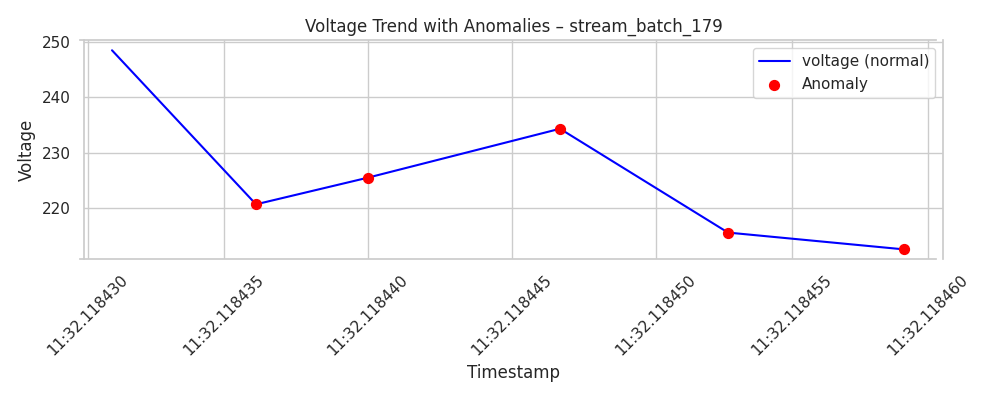 Voltage Trend with Anomalies – stream_batch_179
250
240
230
220
Voltage
voltage (normal)
Anomaly
11:32.118430
11:32.118435
11:32.118440
11:32.118445
11:32.118450
11:32.118455
11:32.118460
Timestamp